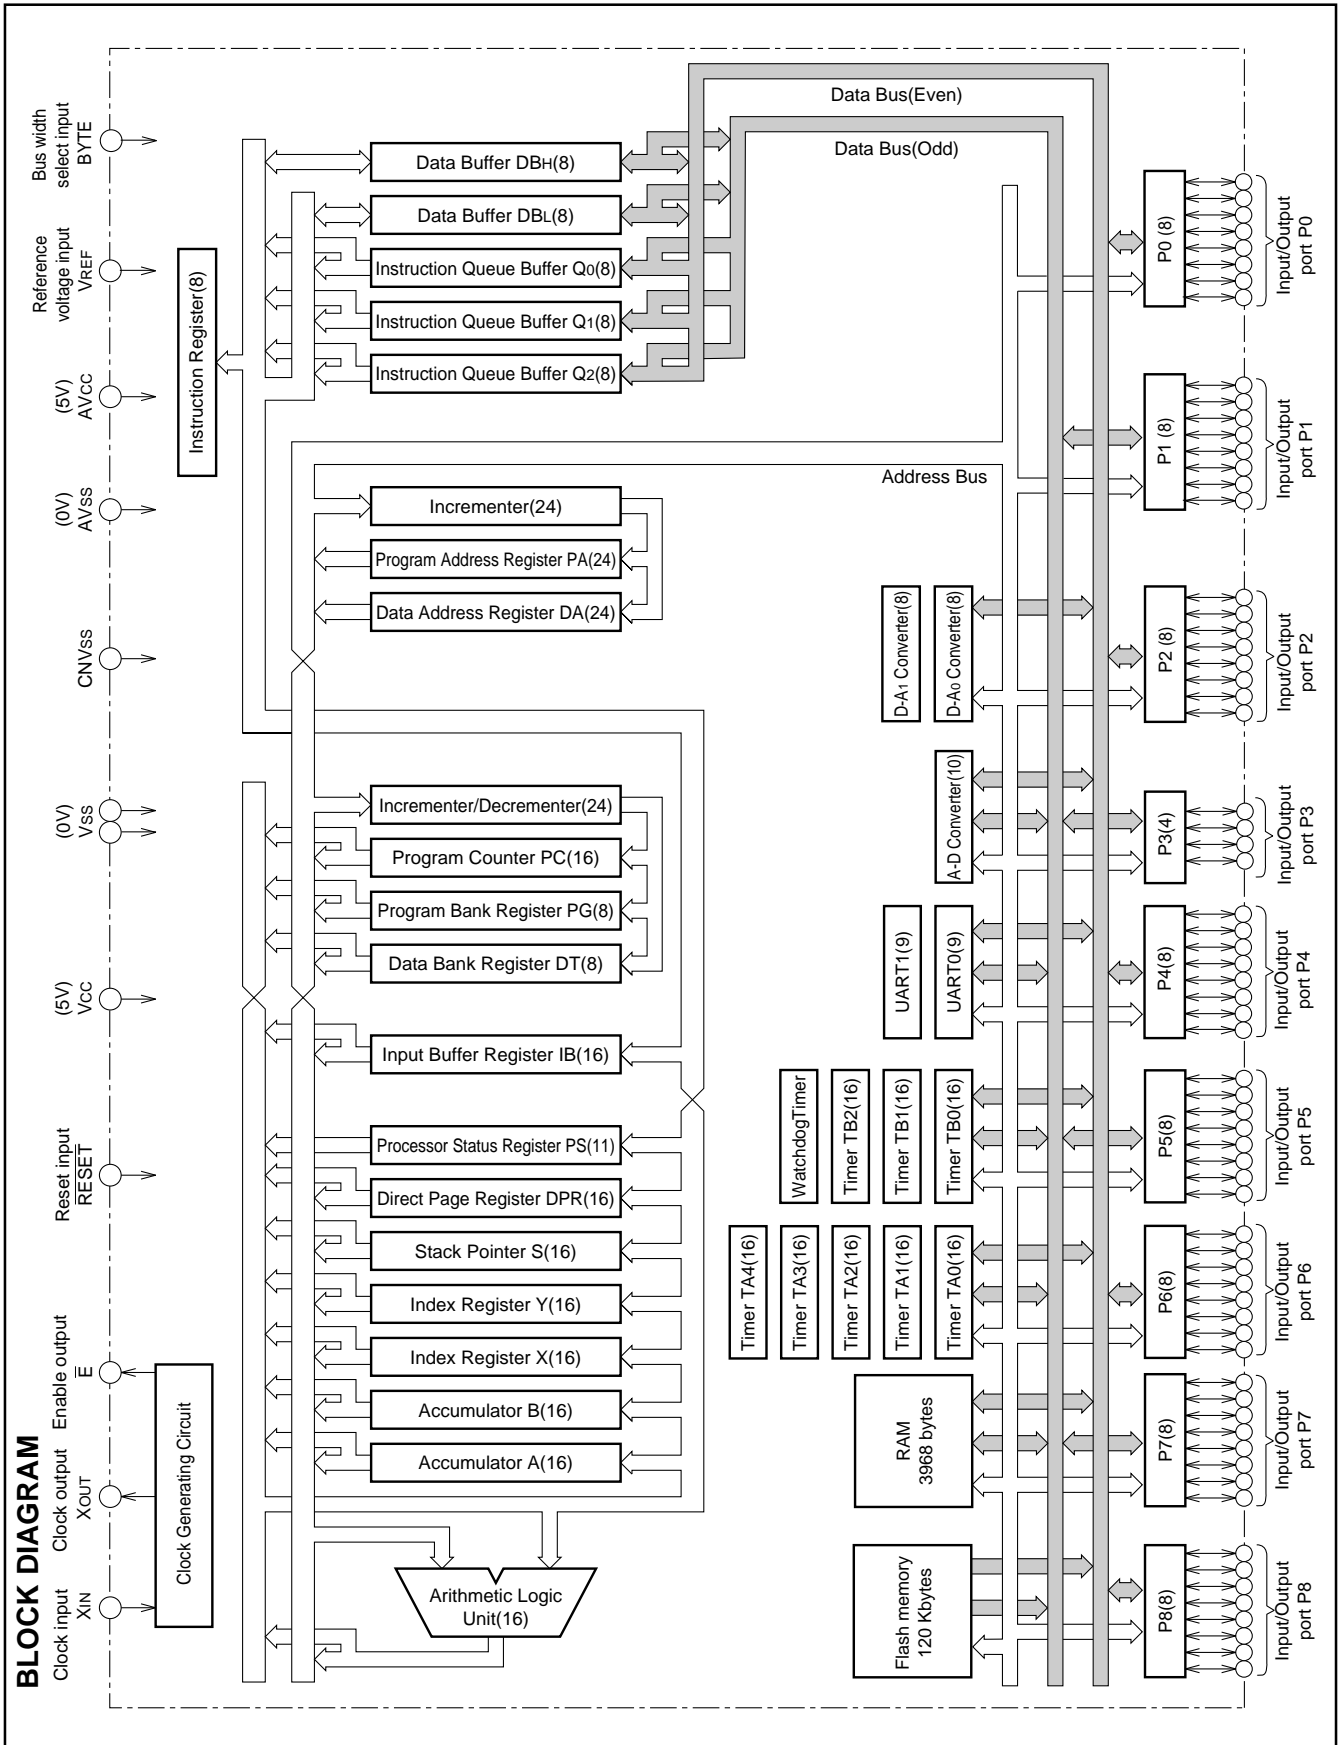 BLOCK DIAGRAM
Clock input
XIN
Clock output
XOUT
Enable output
E
Reset input
RESET
(5V)
VCC
(0V)
VSS
CNVSS
(0V)
AVSS
(5V)
AVCC
Reference
voltage input
VREF
Bus width
select input
BYTE
Clock Generating Circuit
Instruction Register(8)
Data Buffer DBH(8)
Data Buffer DBL(8)
Instruction Queue Buffer Q0(8)
Instruction Queue Buffer Q1(8)
Instruction Queue Buffer Q2(8)
Incrementer(24)
Program Address Register PA(24)
Data Address Register DA(24)
Incrementer/Decrementer(24)
Program Counter PC(16)
Program Bank Register PG(8)
Data Bank Register DT(8)
Input Buffer Register IB(16)
Processor Status Register PS(11)
Direct Page Register DPR(16)
Stack Pointer S(16)
Index Register Y(16)
Index Register X(16)
Accumulator B(16)
Accumulator A(16)
Arithmetic Logic
Unit(16)
Data Bus(Even)
Data Bus(Odd)
Address Bus
D-A1 Converter(8)
D-A0 Converter(8)
A-D Converter(10)
UART1(9)
UART0(9)
WatchdogTimer
Timer TB2(16)
Timer TB1(16)
Timer TB0(16)
Timer TA4(16)
Timer TA3(16)
Timer TA2(16)
Timer TA1(16)
Timer TA0(16)
RAM
3968 bytes
Flash memory
120 Kbytes
P0 (8)
P1 (8)
P2 (8)
P3(4)
P4(8)
P5(8)
P6(8)
P7(8)
P8(8)
Input/Output
port P0
Input/Output
port P1
Input/Output
port P2
Input/Output
port P3
Input/Output
port P4
Input/Output
port P5
Input/Output
port P6
Input/Output
port P7
Input/Output
port P8